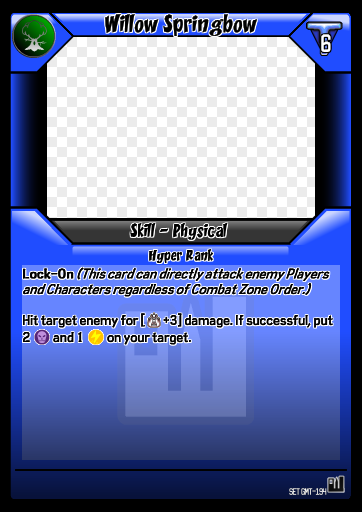 Willow Springbow
6
Skill - Physical
Hyper Rank
Lock-On (This card can directly attack enemy Players
and Characters regardless of Combat Zone Order.)
Hit target enemy for [ +3] damage. If successful, put
2 and 1 on your target.
SET GMT-194